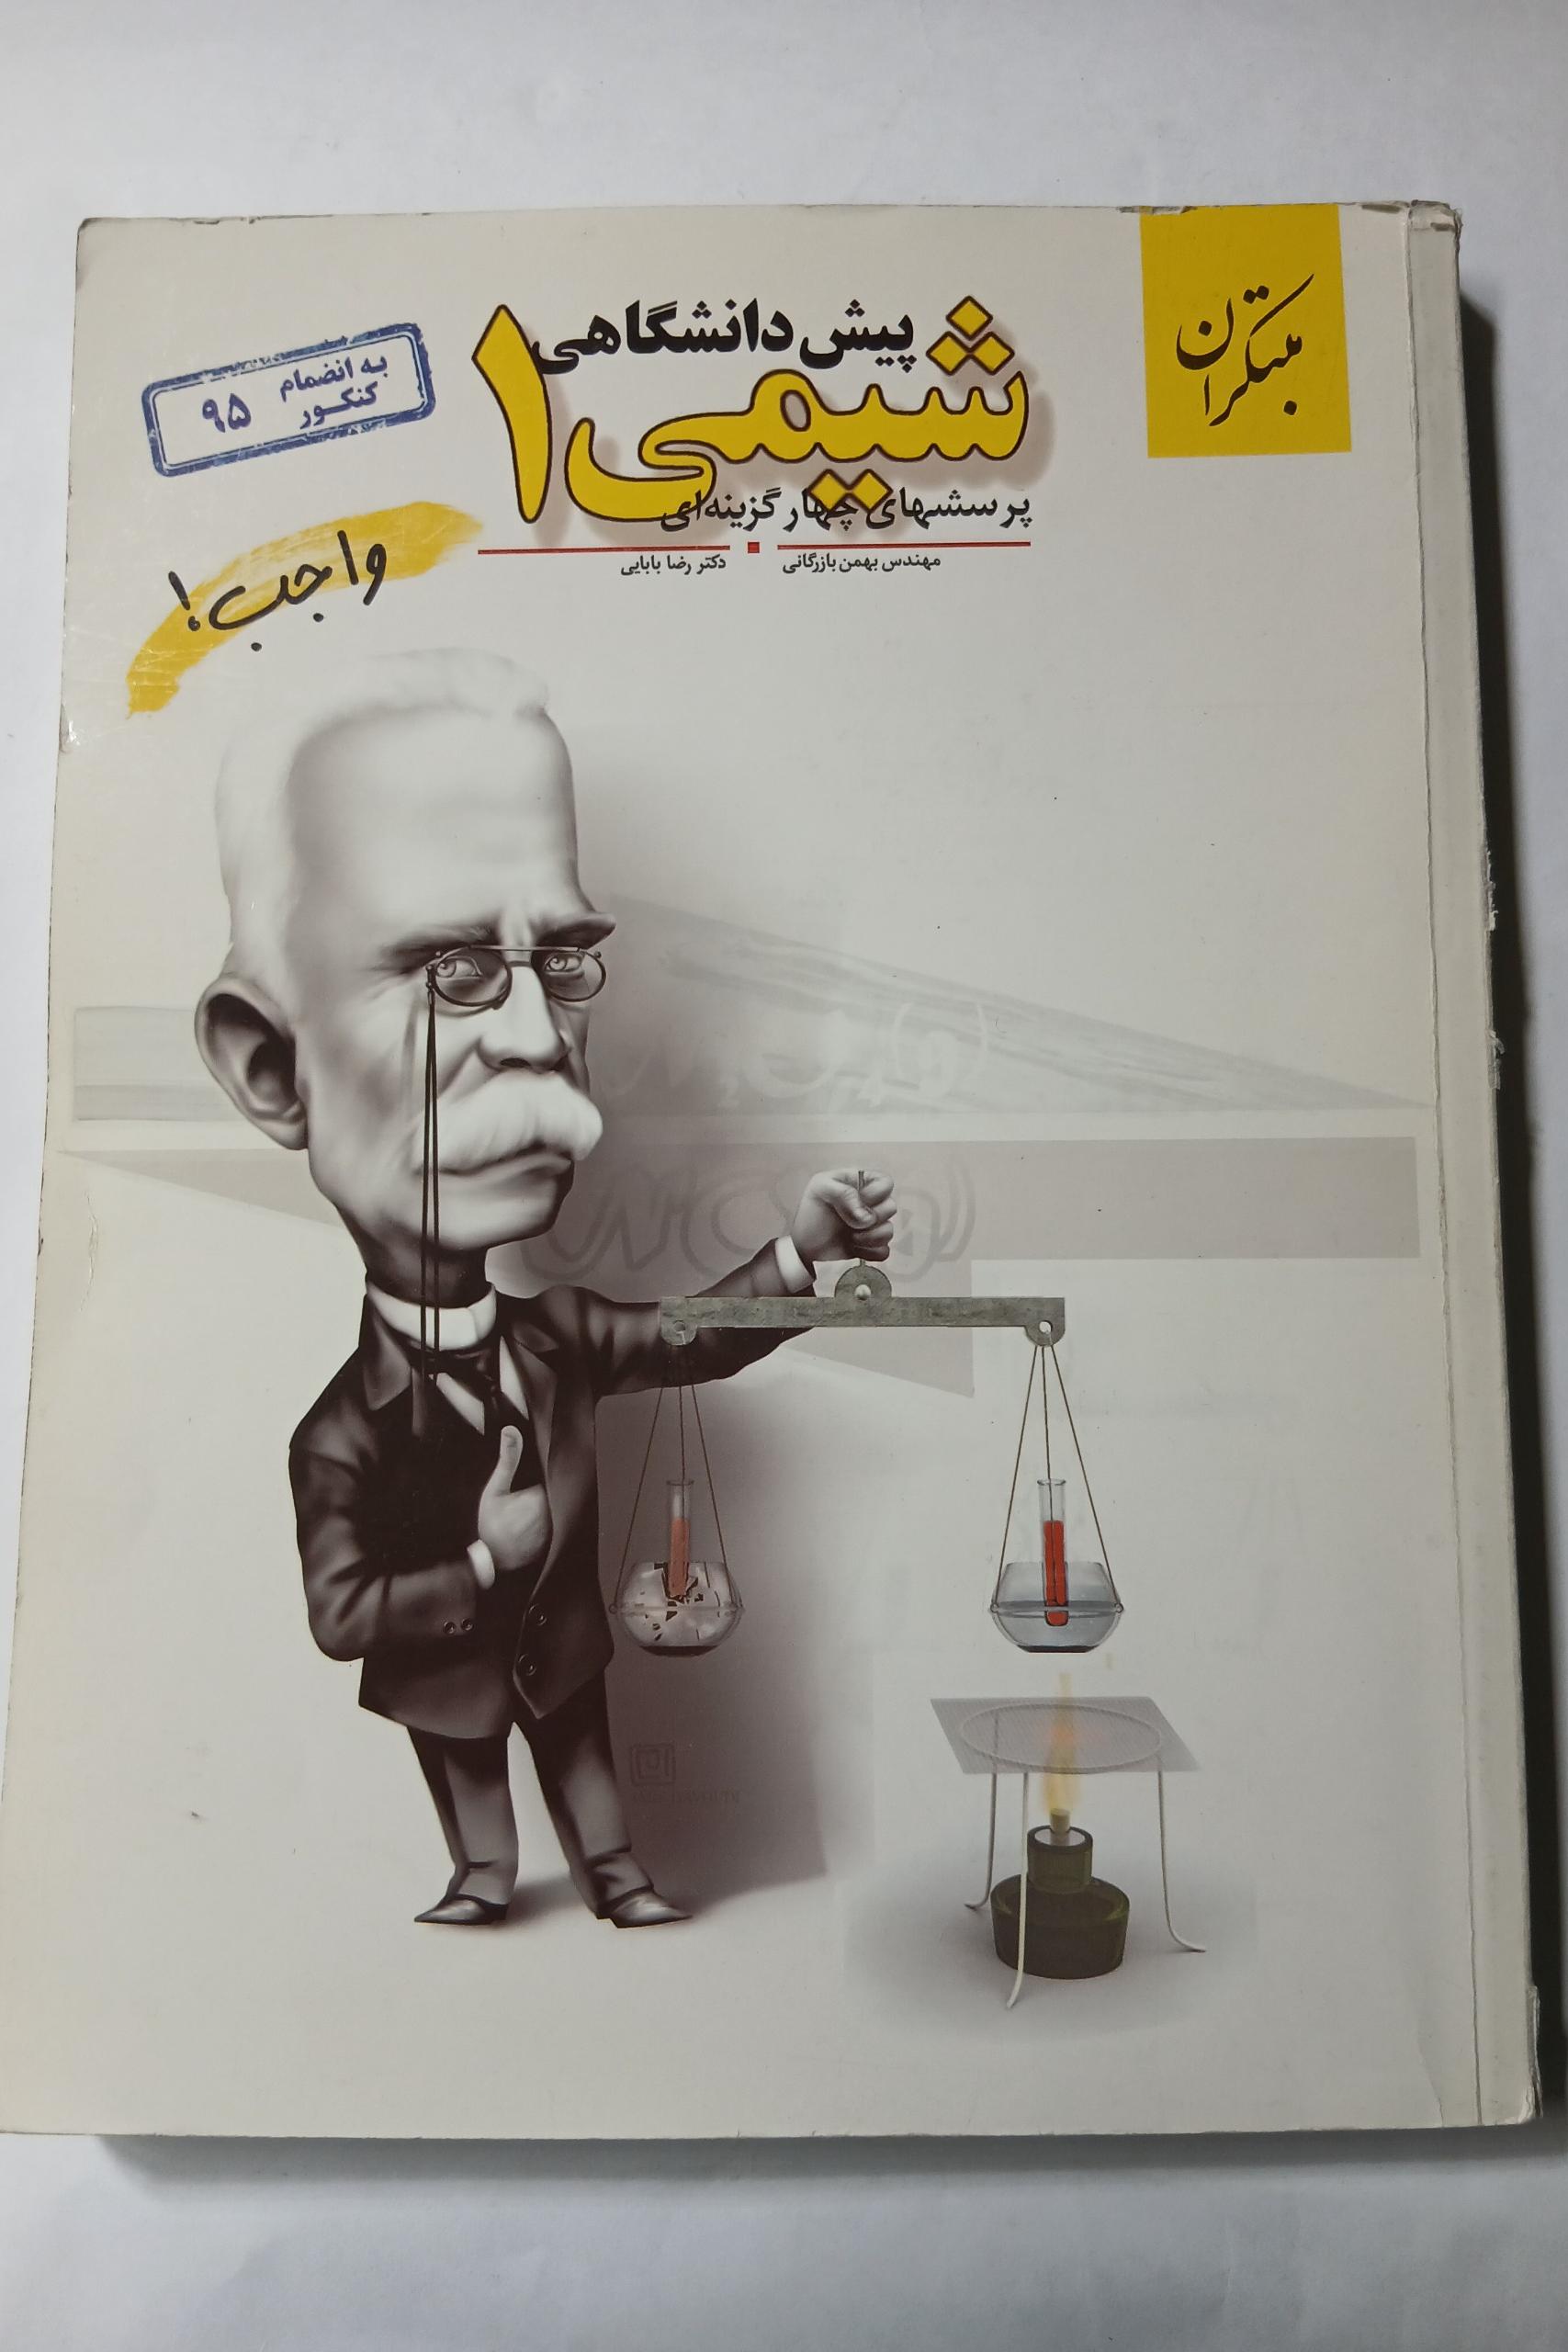 مبتکران
پیش دانشگاهی
شیمی ۱
پرسشهای چهار گزینه‌ای
مهندس بهمن بازرگانی
دکتر رضا بابایی
به انضمام
کنکور ۹۵
واجب!